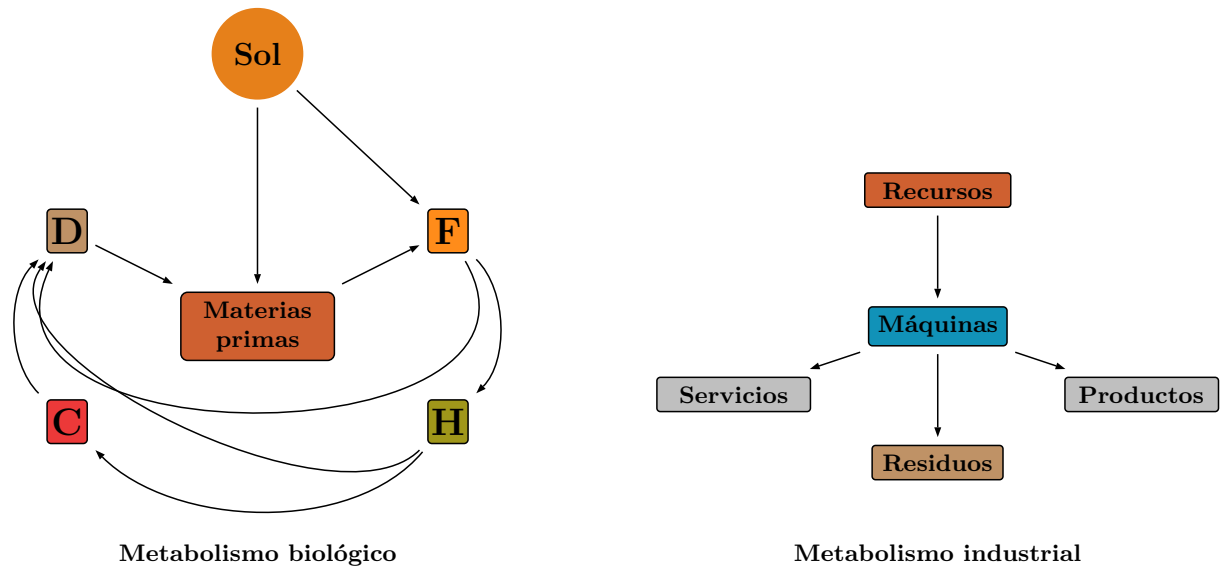 Sol
D
F
Materias
primas
C
H
Metabolismo biológico
Recursos
Máquinas
Servicios
Productos
Residuos
Metabolismo industrial